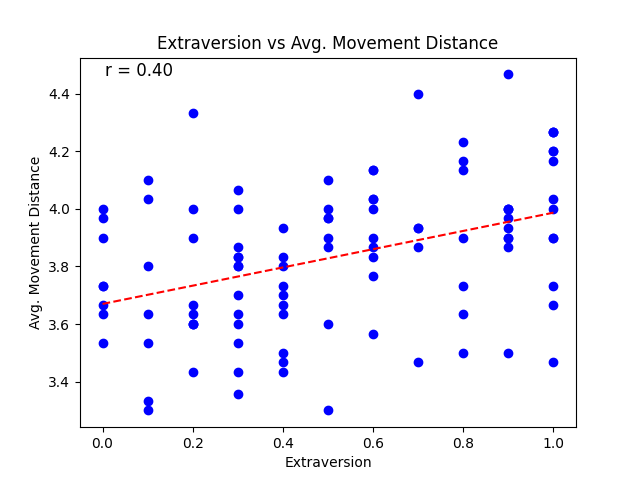 Extraversion vs Avg. Movement Distance
r = 0.40
4.4
4.2
4.0
3.8
3.6
3.4
Avg. Movement Distance
0.0 0.2 0.4 0.6 0.8 1.0
Extraversion